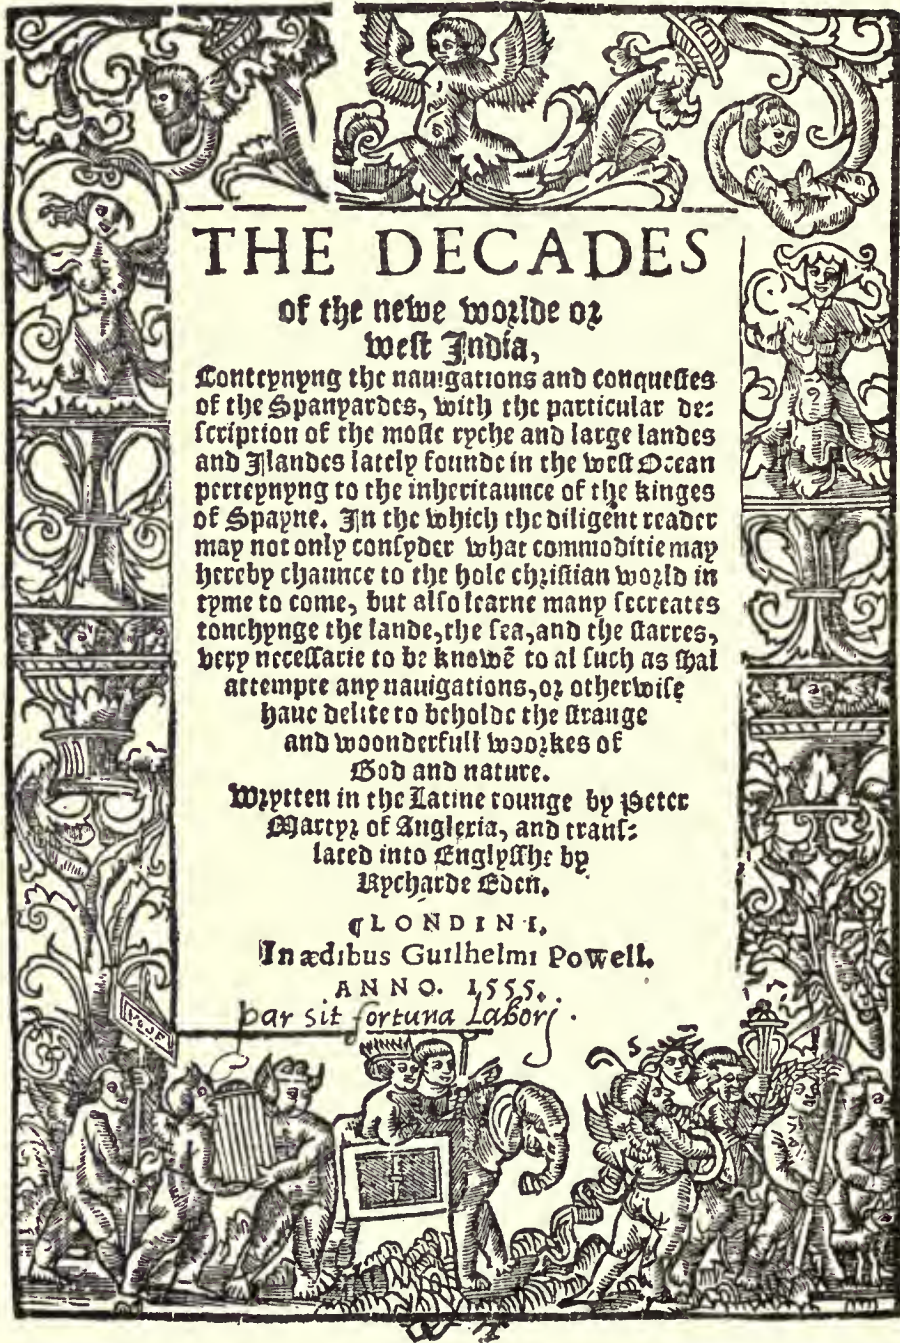 THE DECADES
of the newe worlde or
west India,
Conteynyng the nauigations and conquestes
of the Spanyardes, with the particular de:
scription of the moste ryche and large landes
and Ilandes lately founde in the west Ocean
perteynyng to the inheritaunce of the kinges
of Spayne. In the which the diligent reader
may not only consyder what commoditie may
hereby chaunce to the hole christian world in
tyme to come, but also learne many secreates
touchynge the lande, the sea, and the starres,
very necessarie to be knowẽ to al such as shal
attempte any nauigations, or otherwise
haue delite to beholde the strange
and woonderfull woorkes of
God and nature.
Wrytten in the Latine tounge by Peter
Martyr of Angleria, and trans:
lated into Englysshe by
Rycharde Eden.
¶LONDINI.
In ædibus Guilhelmi Powell.
ANNO. 1555.
par sit fortuna labori.